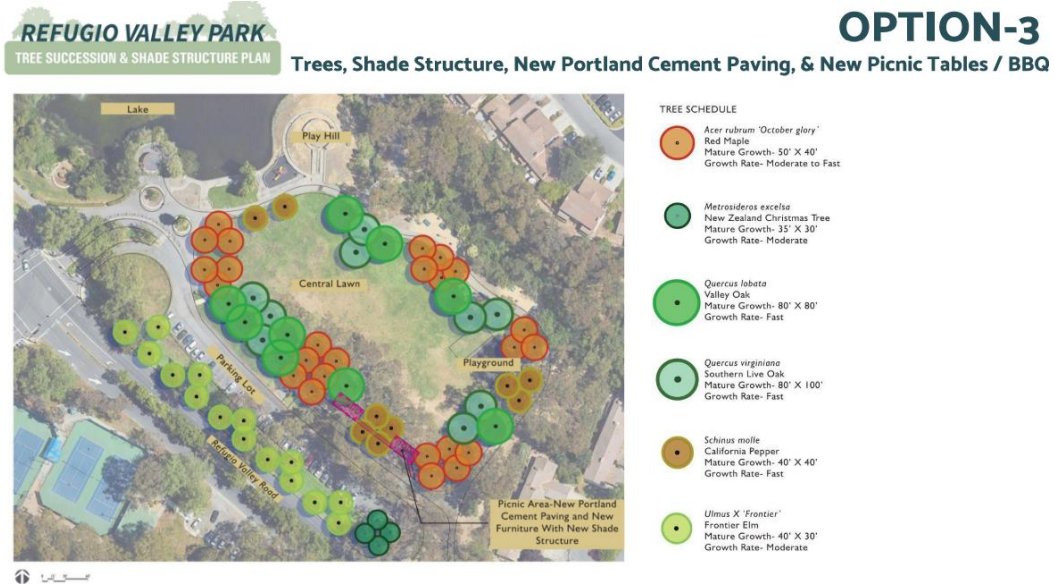 REFUGIO VALLEY PARK
TREE SUCCESSION & SHADE STRUCTURE PLAN
OPTION-3
Trees, Shade Structure, New Portland Cement Paving, & New Picnic Tables / BBQ
Lake
Play Hill
Central Lawn
Playground
Parking Lot
Refugio Valley Road
Picnic Area-New Portland
Cement Paving and New
Furniture With New Shade
Structure
TREE SCHEDULE
Acer rubrum 'October glory'
Red Maple
Mature Growth- 50' X 40'
Growth Rate- Moderate to Fast
Metrosideros excelsa
New Zealand Christmas Tree
Mature Growth- 35' X 30'
Growth Rate- Moderate
Quercus lobata
Valley Oak
Mature Growth- 80' X 80'
Growth Rate- Fast
Quercus virginiana
Southern Live Oak
Mature Growth- 80' X 100'
Growth Rate- Fast
Schinus molle
California Pepper
Mature Growth- 40' X 40'
Growth Rate- Fast
Ulmus X 'Frontier'
Frontier Elm
Mature Growth- 40' X 30'
Growth Rate- Moderate